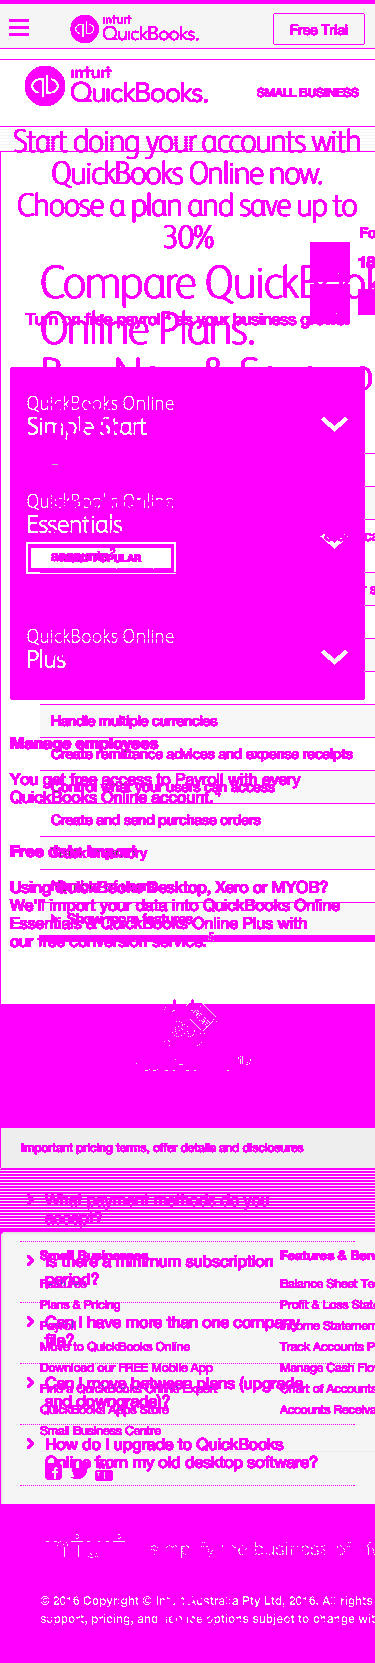 intuit
QuickBooks.
Free Trial
intuit
QuickBooks.
SMALL BUSINESS
Start doing your accounts with
QuickBooks Online now.
Choose a plan and save up to
30%
Compare QuickBook
Online Plans.
Turn on free payroll as your business grows
QuickBooks Online
Simple Start
QuickBooks Online
Essentials
POPULAR
QuickBooks Online
Plus
Handle multiple currencies
Manage employees
Create remittance advices and expense receipts
You get free access to Payroll with every
Control what your users can access
QuickBooks Online account.
Create and send purchase orders
Free data import
Using QuickBooks Desktop, Xero or MYOB?
We'll import your data into QuickBooks Online
Show more features
Essentials & QuickBooks Online Plus with
our free conversion service.
Important pricing terms, offer details and disclosures
What payment methods do you
accept?
Small Businesses
Features & Ben
Is there a minimum subscription
period?
Features
Balance Sheet Te
Plans & Pricing
Profit & Loss State
Can I have more than one company
file?
Payroll
Income Statemen
Move to QuickBooks Online
Track Accounts P
Download our FREE Mobile App
Manage Cash Flo
Can I move between plans (upgrade
and downgrade)?
Find a QuickBooks Online Expert
Chart of Accounts
QuickBooks Apps Store
Accounts Receiva
Small Business Centre
How do I upgrade to QuickBooks
Online from my old desktop software?
intuit simplify the business of life
© 2016 Copyright © Intuit Australia Pty Ltd, 2016. All rights
support, pricing, and service options subject to change wit